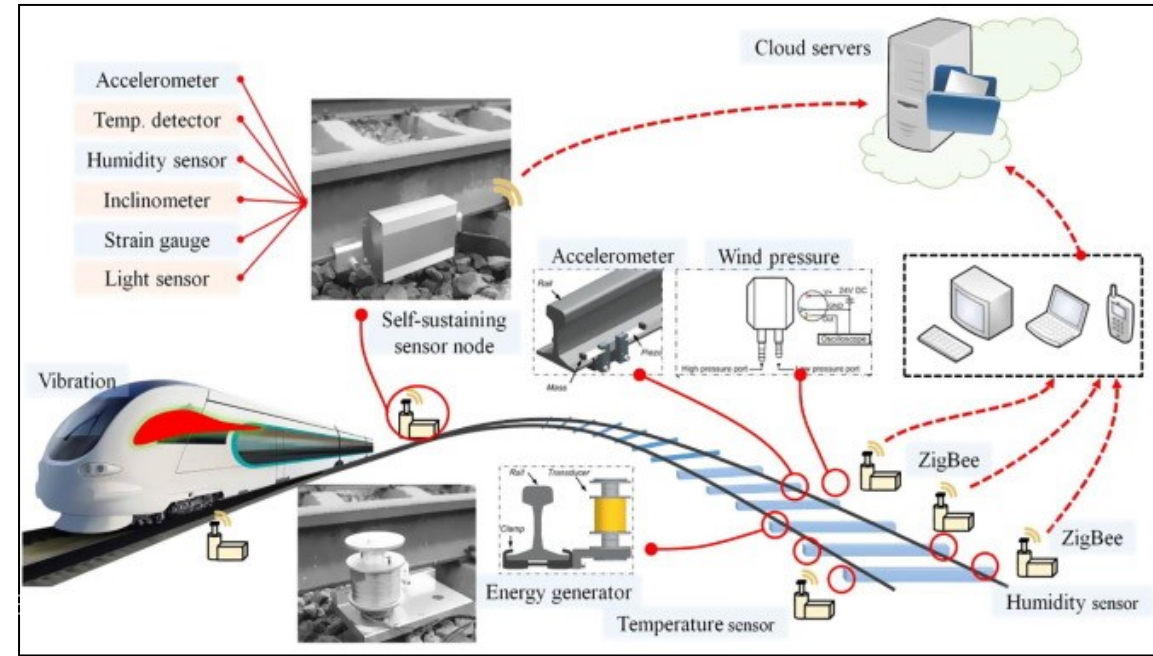 Cloud servers
Accelerometer
Temp. detector
Humidity sensor
Inclinometer
Strain gauge
Light sensor
Accelerometer
Wind pressure
Rail
Piezo
Mass
V+
24V DC
GND
Out
Oscilloscope
High pressure port
Low pressure port
Self-sustaining
sensor node
Vibration
ZigBee
Rail
Transducer
Clamp
ZigBee
Energy generator
Temperature sensor
Humidity sensor